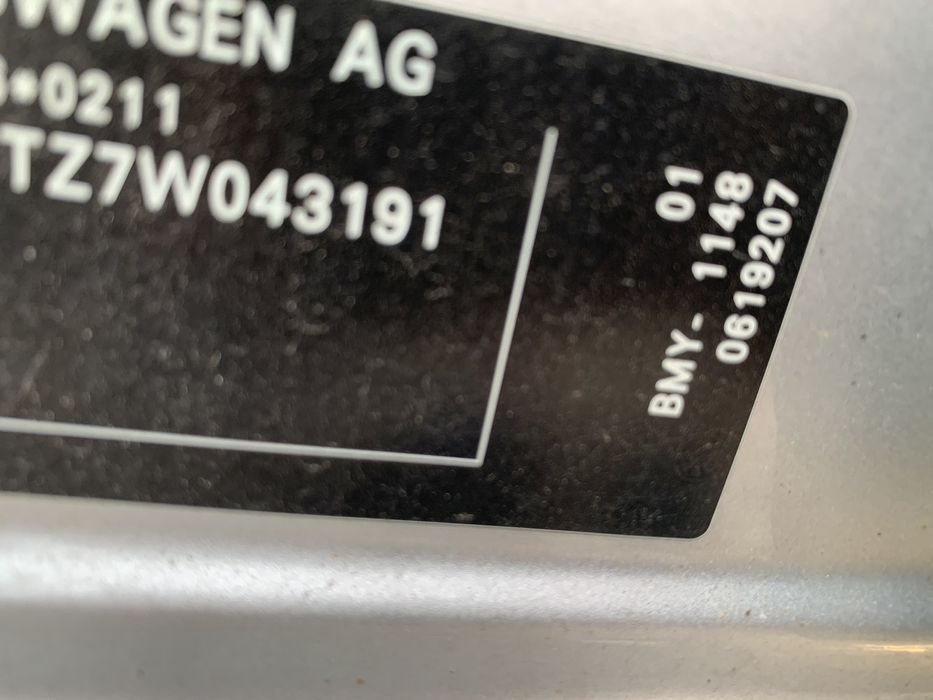 WAGEN AG
*0211
TZ7W043191
BMY- 01
1148
0619207